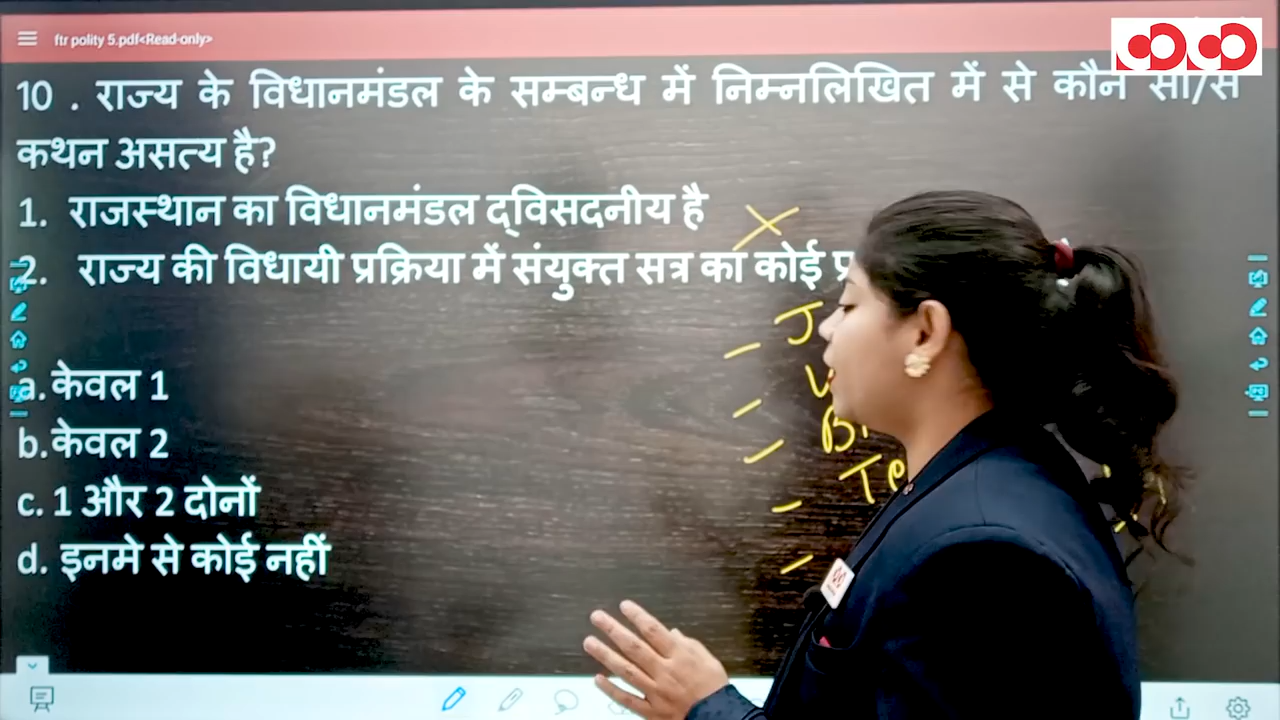 ftr polity 5.pdf<Read-only>
10 . राज्य के विधानमंडल के सम्बन्ध में निम्नलिखित में से कौन सा/से
कथन असत्य है?
1. राजस्थान का विधानमंडल द्विसदनीय है
2. राज्य की विधायी प्रक्रिया में संयुक्त सत्र का कोई
a. केवल 1
b. केवल 2
c. 1 और 2 दोनों
d. इनमे से कोई नहीं